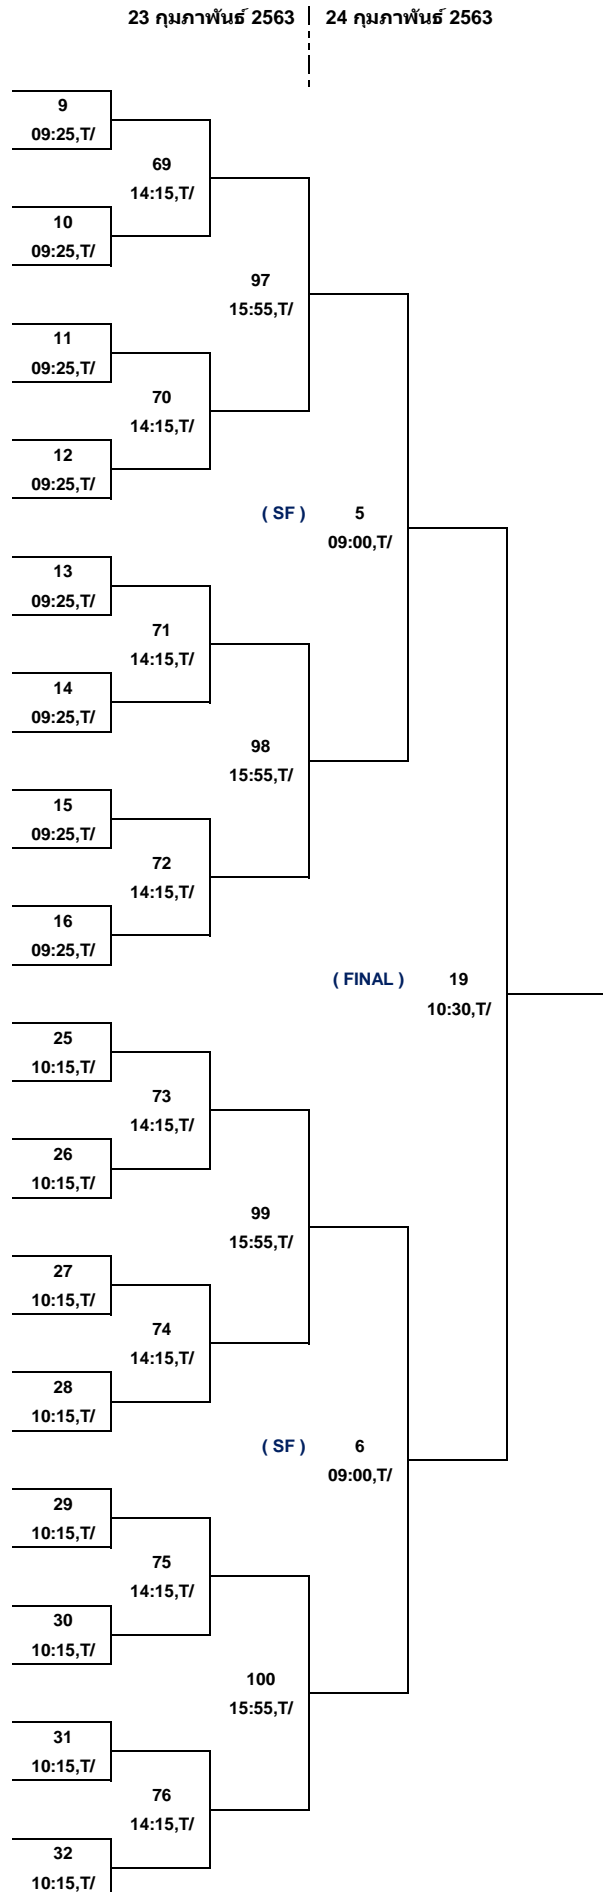 23 กุมภาพันธ์ 2563 24 กุมภาพันธ์ 2563
9
09:25,T/
69
14:15,T/
10
09:25,T/
97
15:55,T/
11
09:25,T/
70
14:15,T/
12
09:25,T/
( SF ) 5
09:00,T/
13
09:25,T/
71
14:15,T/
14
09:25,T/
98
15:55,T/
15
09:25,T/
72
14:15,T/
16
09:25,T/
( FINAL ) 19
10:30,T/
25
10:15,T/
73
14:15,T/
26
10:15,T/
99
15:55,T/
27
10:15,T/
74
14:15,T/
28
10:15,T/
( SF ) 6
09:00,T/
29
10:15,T/
75
14:15,T/
30
10:15,T/
100
15:55,T/
31
10:15,T/
76
14:15,T/
32
10:15,T/